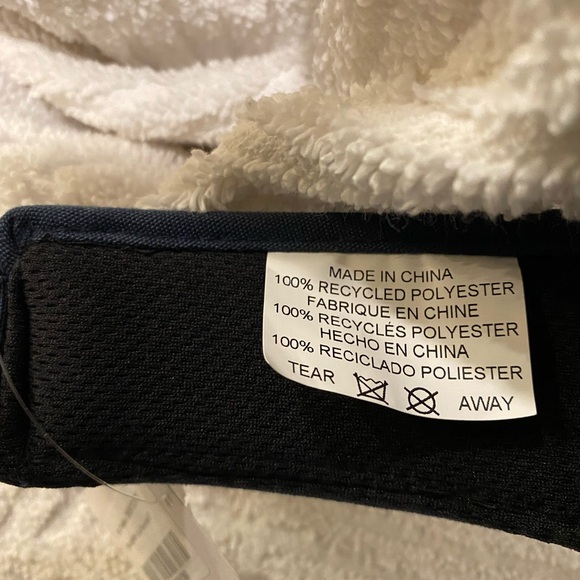 MADE IN CHINA
100% RECYCLED POLYESTER
FABRIQUE EN CHINE
100% RECYCLÉS POLYESTER
HECHO EN CHINA
100% RECICLADO POLIESTER
TEAR AWAY